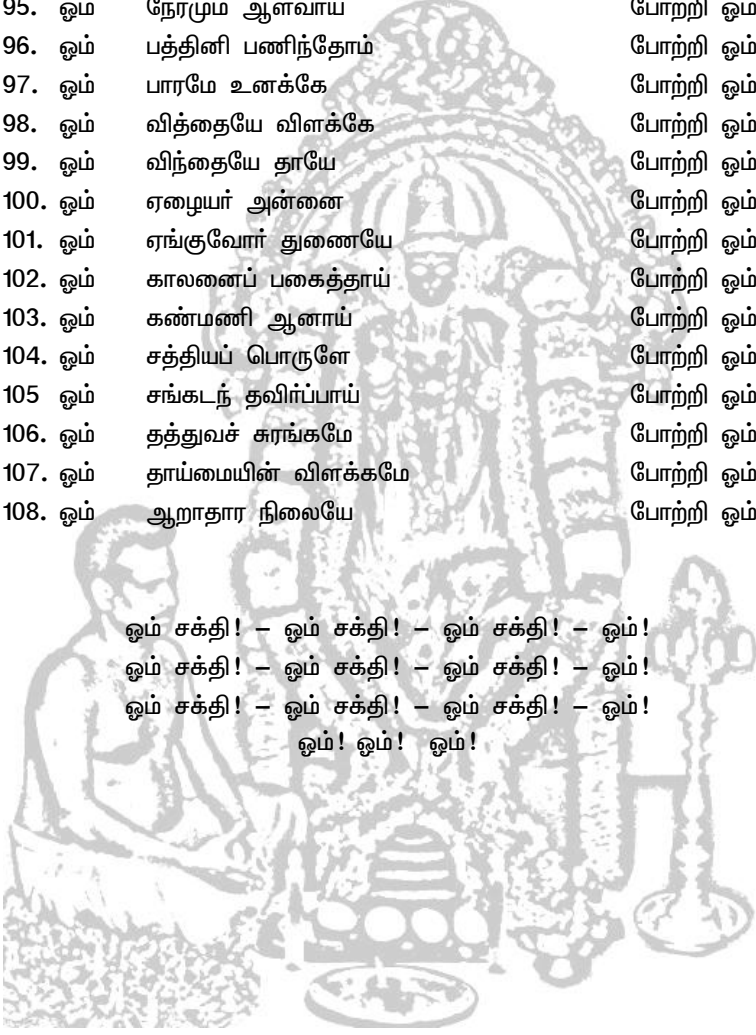 95. ஓம் நேரமும் ஆள்வாய் போற்றி ஓம்
96. ஓம் பத்தினி பணிந்தோம் போற்றி ஓம்
97. ஓம் பாரமே உனக்கே போற்றி ஓம்
98. ஓம் வித்தையே விளக்கே போற்றி ஓம்
99. ஓம் விந்தையே தாயே போற்றி ஓம்
100. ஓம் ஏழையர் அன்னை போற்றி ஓம்
101. ஓம் ஏங்குவோர் துணையே போற்றி ஓம்
102. ஓம் காலனைப் பகைத்தாய் போற்றி ஓம்
103. ஓம் கண்மணி ஆனாய் போற்றி ஓம்
104. ஓம் சத்தியப் பொருளே போற்றி ஓம்
105 ஓம் சங்கடந் தவிர்ப்பாய் போற்றி ஓம்
106. ஓம் தத்துவச் சுரங்கமே போற்றி ஓம்
107. ஓம் தாய்மையின் விளக்கமே போற்றி ஓம்
108. ஓம் ஆறாதார நிலையே போற்றி ஓம்
ஓம் சக்தி! – ஓம் சக்தி! – ஓம் சக்தி! – ஓம்!
ஓம் சக்தி! – ஓம் சக்தி! – ஓம் சக்தி! – ஓம்!
ஓம் சக்தி! – ஓம் சக்தி! – ஓம் சக்தி! – ஓம்!
ஓம்! ஓம்! ஓம்!